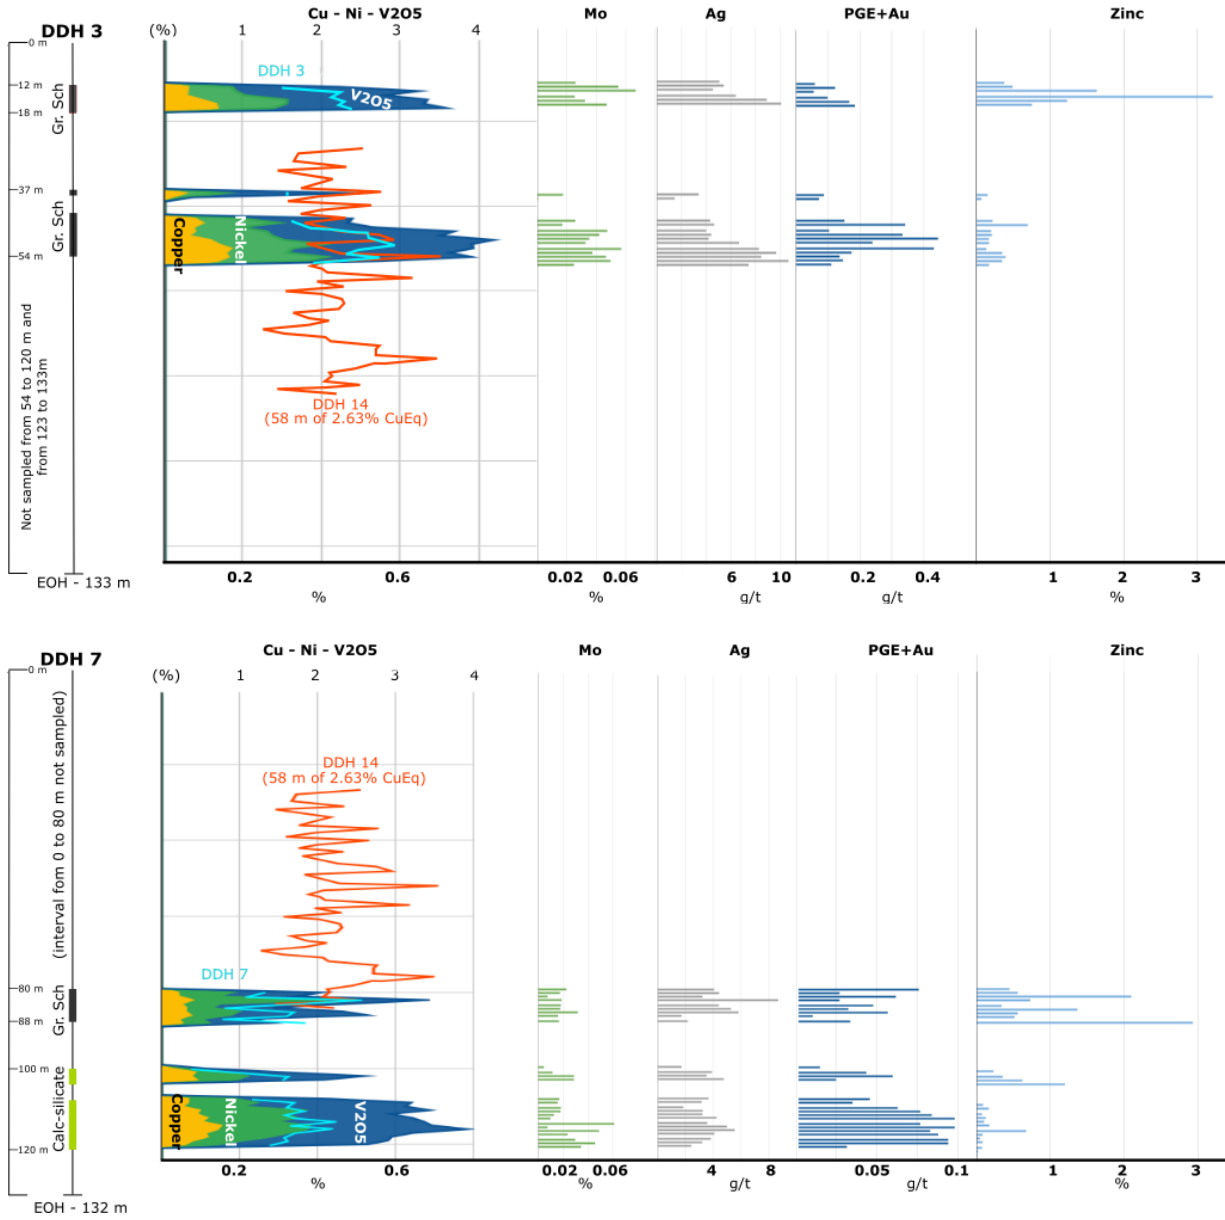 Cu - Ni - V2O5 Mo Ag PGE+Au Zinc
DDH 3 (%) 1 2 3 4
0 m
DDH 3
12 m
V2O5
18 m
Gr. Sch
37 m
Gr. Sch
Copper
Nickel
54 m
Not sampled from 54 to 120 m and
from 123 to 133m
DDH 14
(58 m of 2.63% CuEq)
EOH - 133 m
0.2 0.6 0.02 0.06 6 10 0.2 0.4 1 2 3
% % g/t g/t %
Cu - Ni - V2O5 Mo Ag PGE+Au Zinc
DDH 7 (%) 1 2 3 4
0 m
(interval fom 0 to 80 m not sampled)
DDH 14
(58 m of 2.63% CuEq)
DDH 7
80 m
Gr. Sch
88 m
100 m
Calc-silicate
Copper
Nickel
V2O5
120 m
0.2 0.6 0.02 0.06 4 8 0.05 0.1 1 2 3
% % g/t g/t %
EOH - 132 m